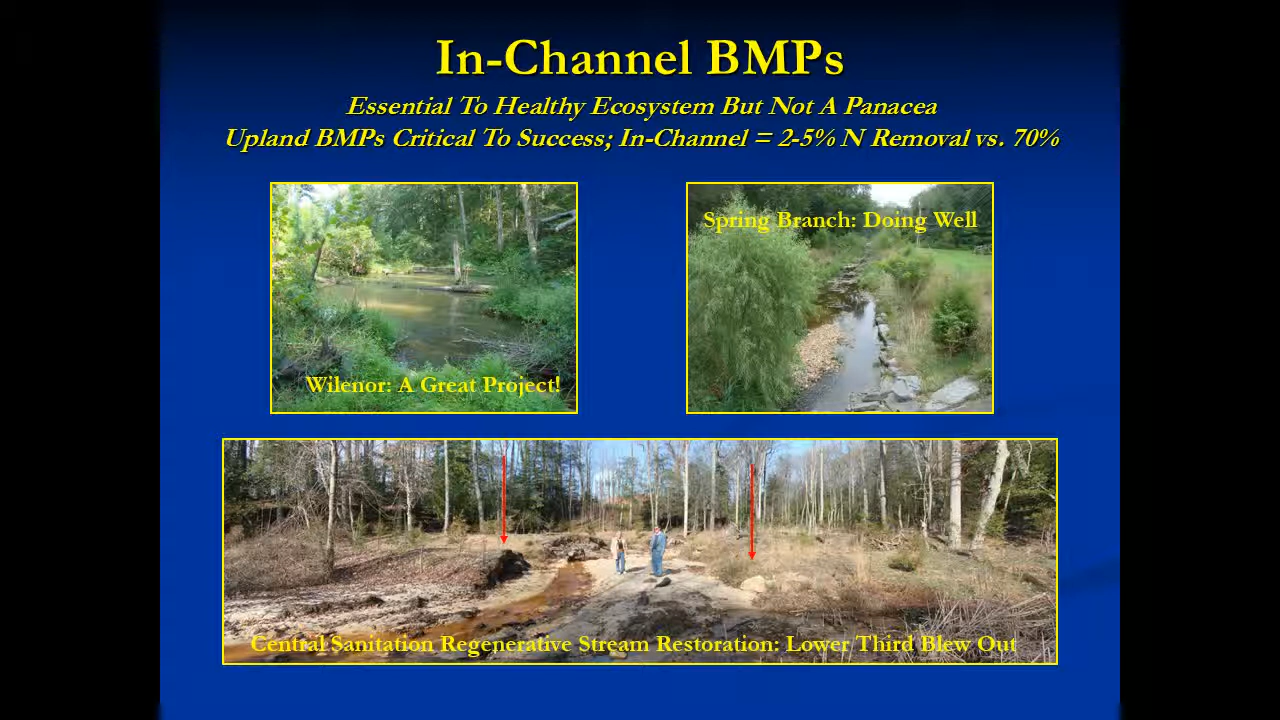 In-Channel BMPs
Essential To Healthy Ecosystem But Not A Panacea
Upland BMPs Critical To Success; In-Channel = 2-5% N Removal vs. 70%
Spring Branch: Doing Well
Wilenor: A Great Project!
Central Sanitation Regenerative Stream Restoration: Lower Third Blew Out